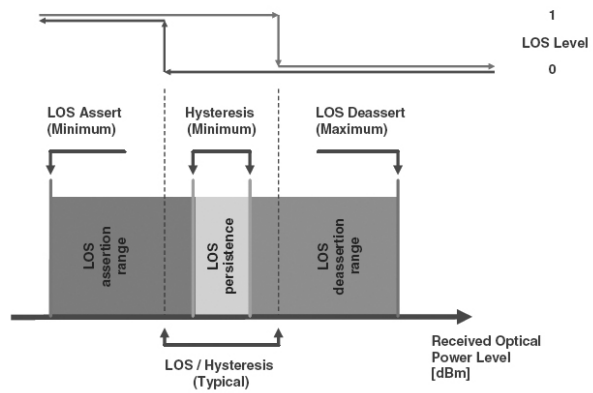 1
LOS Level
0
LOS Assert
(Minimum)
Hysteresis
(Minimum)
LOS Deassert
(Maximum)
LOS
assertion
range
LOS
persistence
LOS
deassertion
range
Received Optical
Power Level
[dBm]
LOS / Hysteresis
(Typical)